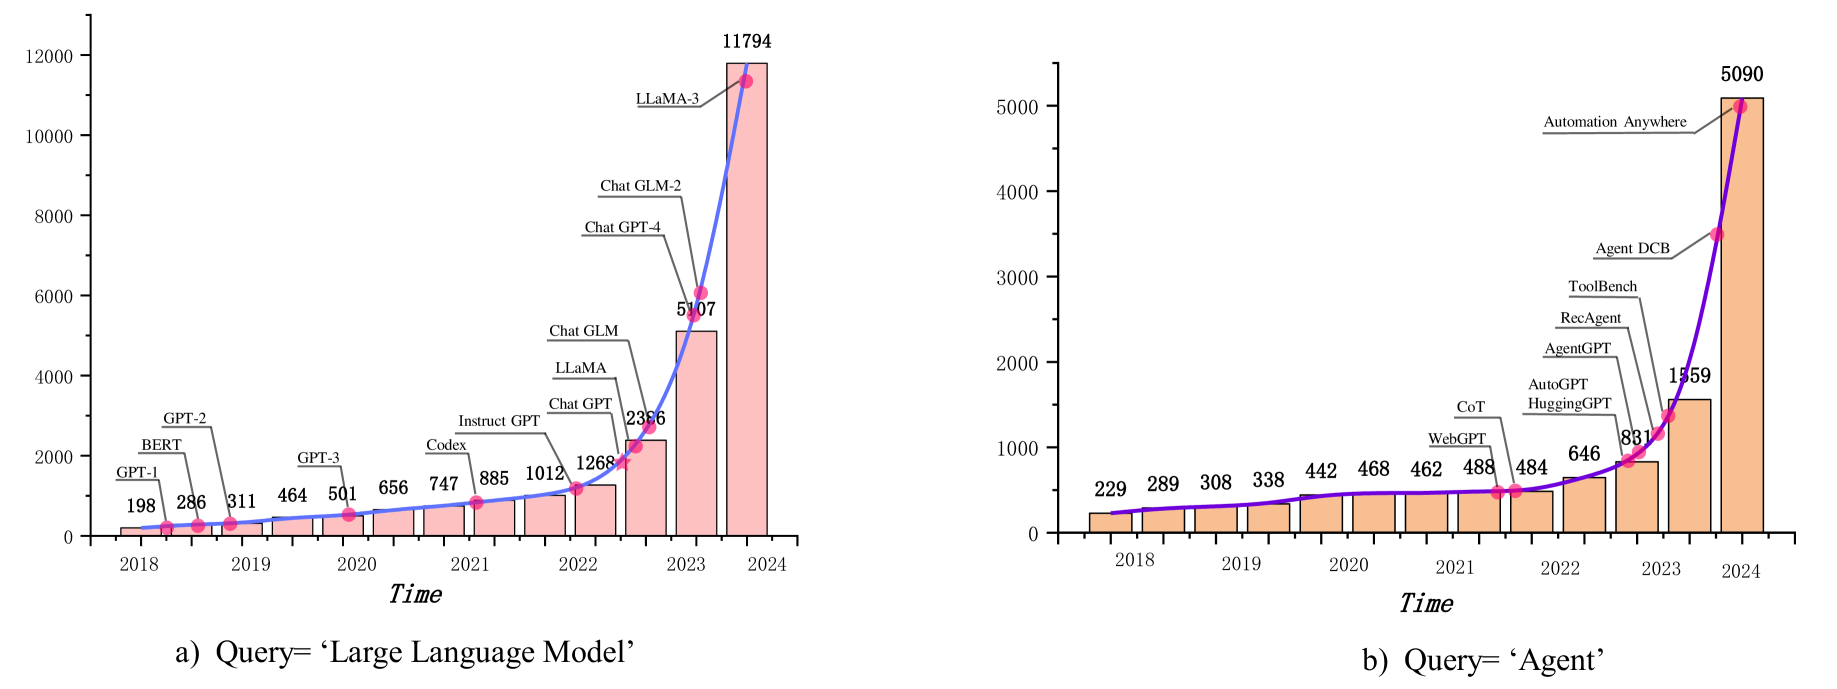 12000
10000
8000
6000
4000
2000
0
11794
LLaMA-3
Chat GLM-2
Chat GPT-4
5107
Chat GLM
LLaMA
Chat GPT
2386
Instruct GPT
Codex
GPT-2
BERT
GPT-1
GPT-3
198 286 311 464 501 656 747 885 1012 1268
2018 2019 2020 2021 2022 2023 2024
Time
a) Query= ‘Large Language Model’
5000
4000
3000
2000
1000
0
5090
Automation Anywhere
Agent DCB
ToolBench
RecAgent
AgentGPT
AutoGPT
HuggingGPT
1559
CoT
WebGPT
229 289 308 338 442 468 462 488 484 646 831
2018 2019 2020 2021 2022 2023 2024
Time
b) Query= ‘Agent’